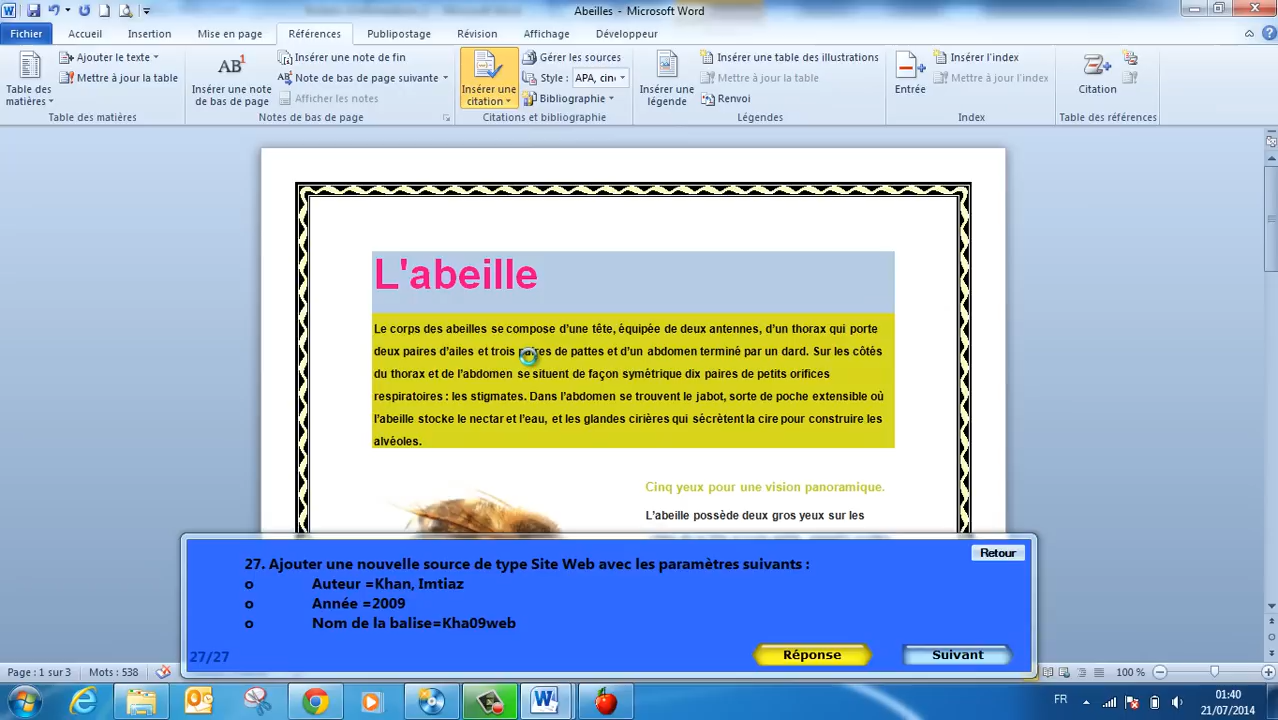 Abeilles - Microsoft Word
Fichier
Accueil
Insertion
Mise en page
Références
Publipostage
Révision
Affichage
Développeur
Table des
matières
Ajouter le texte
Mettre à jour la table
Table des matières
AB¹
Insérer une note
de bas de page
Insérer une note de fin
Note de bas de page suivante
Afficher les notes
Notes de bas de page
Insérer une
citation
Gérer les sources
Style : APA, cin
Bibliographie
Citations et bibliographie
Insérer une
légende
Insérer une table des illustrations
Mettre à jour la table
Renvoi
Légendes
Entrée
Insérer l'index
Mettre à jour l'index
Index
Citation
Table des références
L'abeille
Le corps des abeilles se compose d'une tête, équipée de deux antennes, d'un thorax qui porte
deux paires d'ailes et trois paires de pattes et d'un abdomen terminé par un dard. Sur les côtés
du thorax et de l'abdomen se situent de façon symétrique dix paires de petits orifices
respiratoires : les stigmates. Dans l'abdomen se trouvent le jabot, sorte de poche extensible où
l'abeille stocke le nectar et l'eau, et les glandes cirières qui sécrètent la cire pour construire les
alvéoles.
Cinq yeux pour une vision panoramique.
L'abeille possède deux gros yeux sur les
Retour
27. Ajouter une nouvelle source de type Site Web avec les paramètres suivants :
o Auteur =Khan, Imtiaz
o Année =2009
o Nom de la balise=Kha09web
27/27
Réponse
Suivant
Page : 1 sur 3
Mots : 538
100 %
FR
01:40
21/07/2014